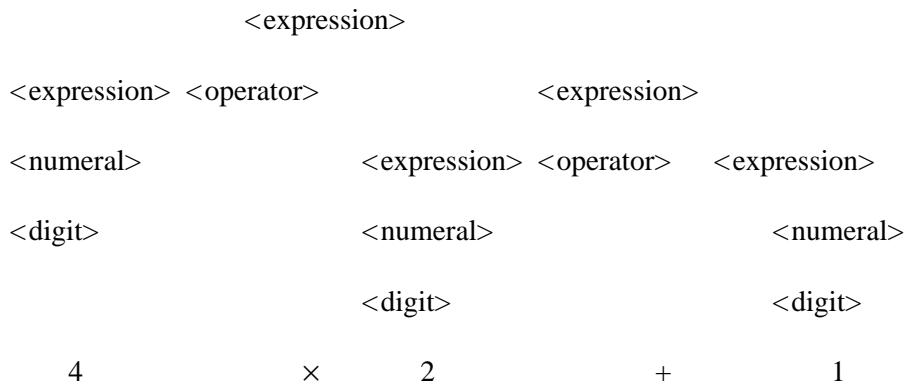 <expression>
<expression> <operator> <expression>
<numeral> <expression> <operator> <expression>
<digit> <numeral> <numeral>
<digit> <digit>
4 × 2 + 1